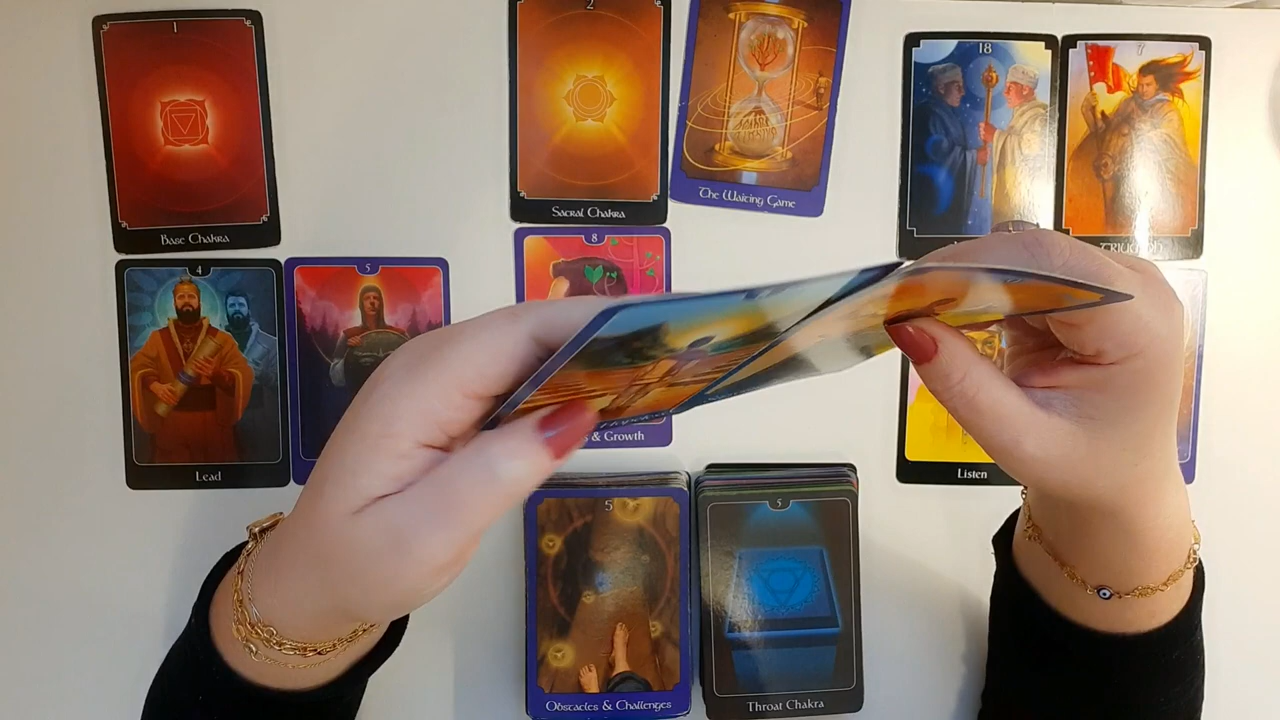 1
Base Chakra
2
Sacral Chakra
The Waiting Game
18
7
TRIUMPH
4
Lead
5
8
& Growth
Listen
5
Obstacles & Challenges
5
Throat Chakra